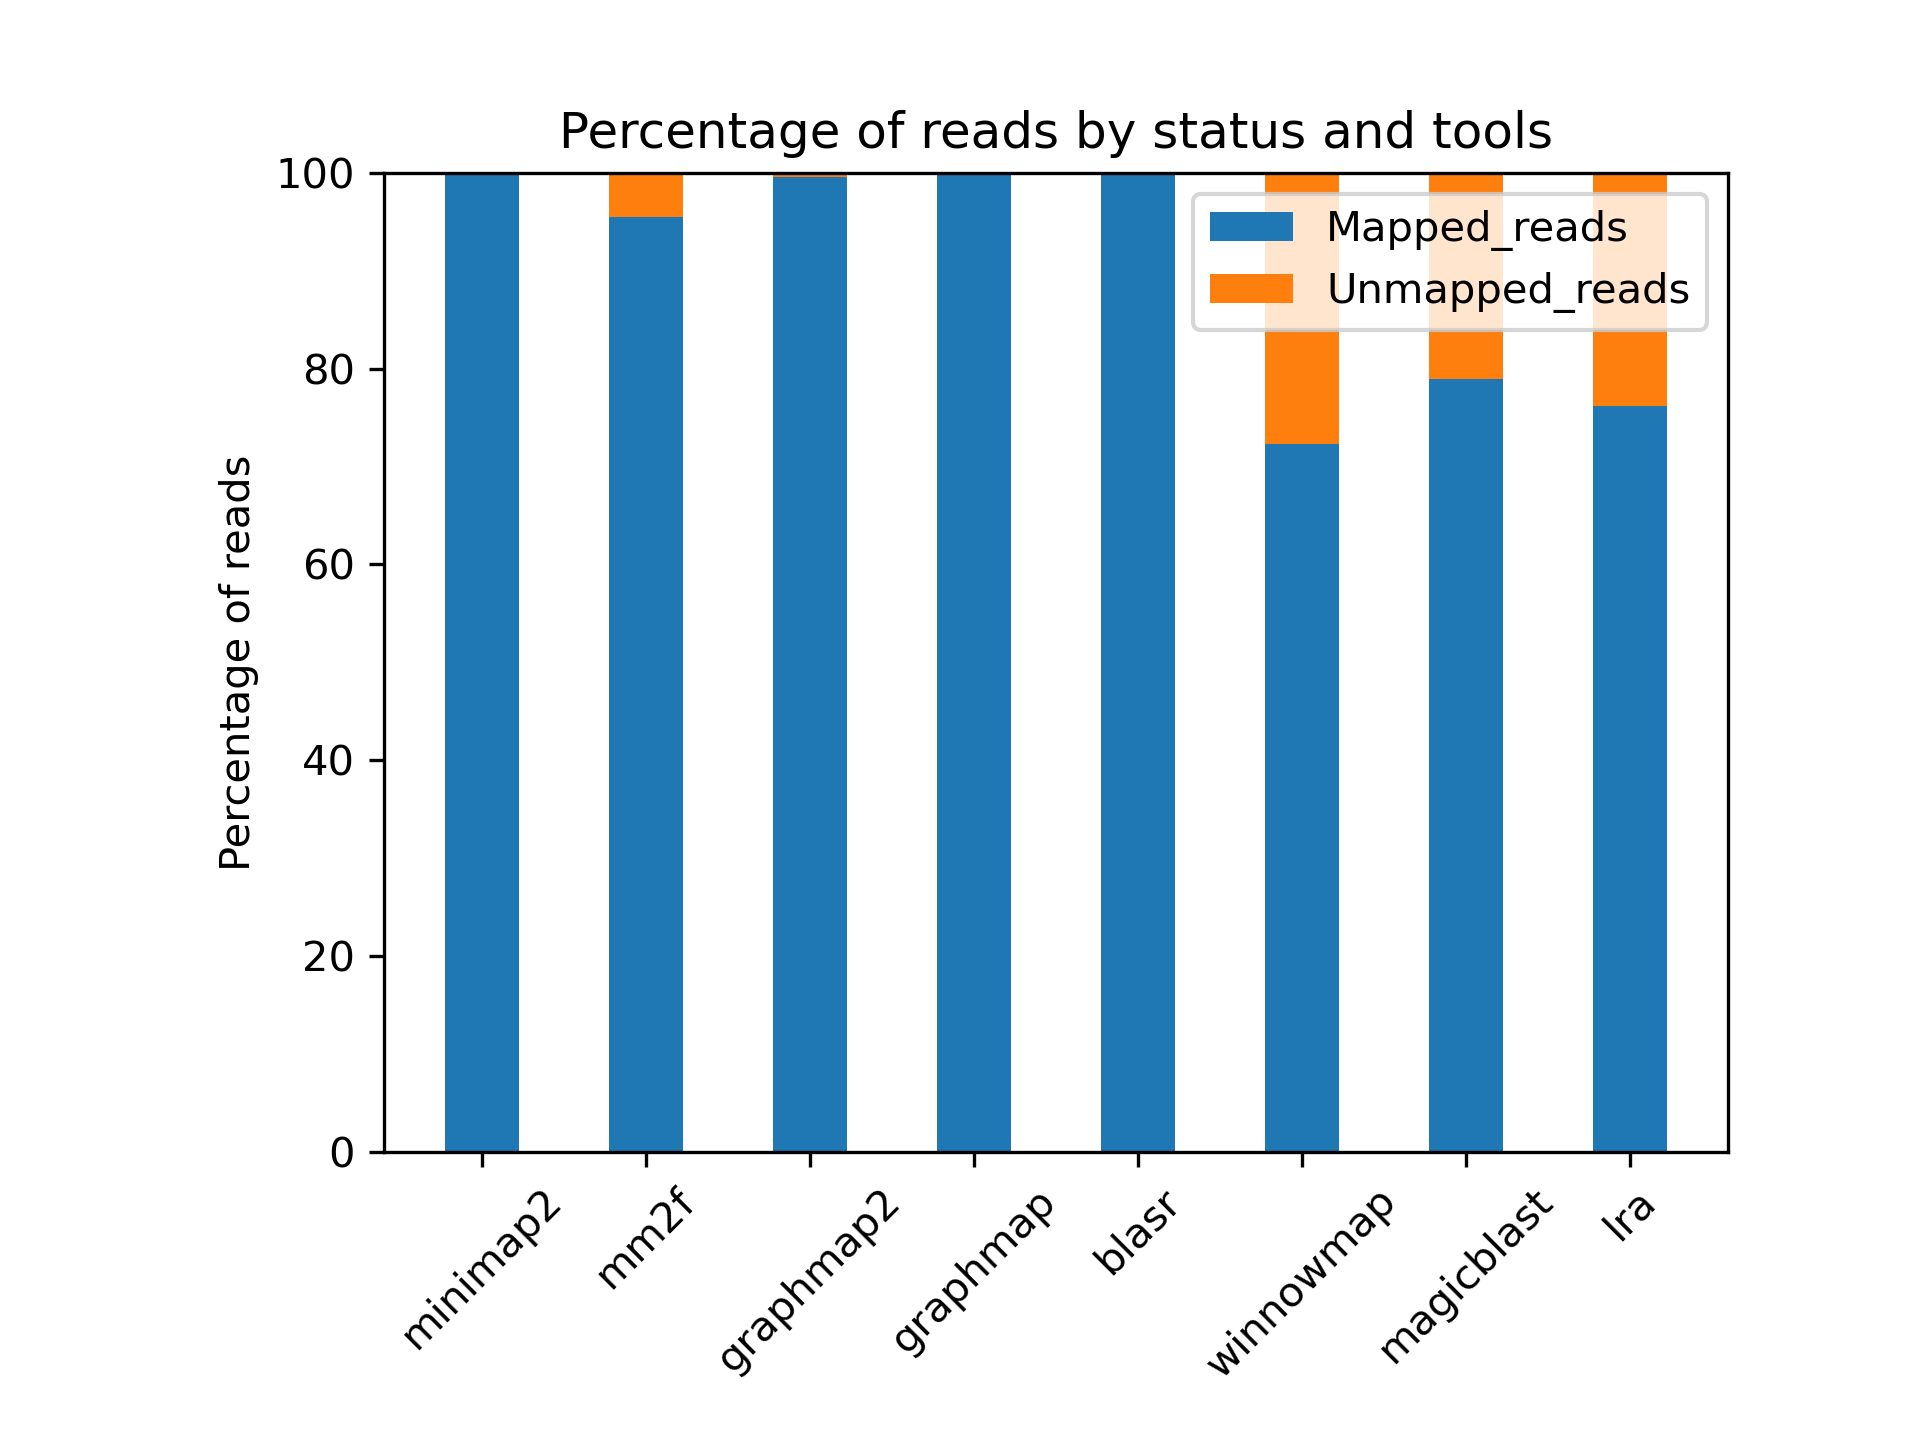 Percentage of reads by status and tools
Percentage of reads
100
80
60
40
20
0
Mapped_reads
Unmapped_reads
minimap2
mm2f
graphmap2
graphmap
blasr
winnowmap
magicblast
lra